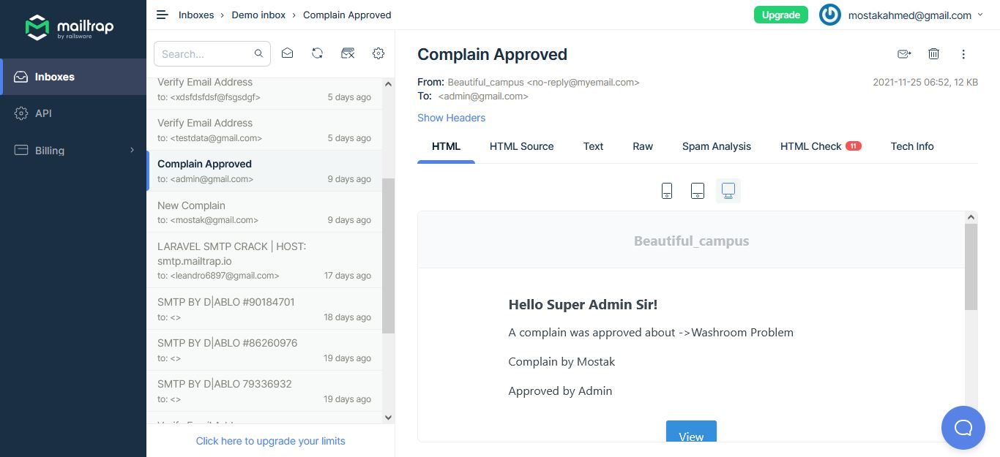 mailtrap
by railsware
Inboxes
API
Billing
Inboxes › Demo inbox › Complain Approved
Upgrade
mostakahmed@gmail.com
Search...
Verify Email Address
to: <xdsfdsfdsf@fsgsdgf>
5 days ago
Verify Email Address
to: <testdata@gmail.com>
5 days ago
Complain Approved
to: <admin@gmail.com>
9 days ago
New Complain
to: <mostak@gmail.com>
9 days ago
LARAVEL SMTP CRACK | HOST:
smtp.mailtrap.io
to: <leandro6897@gmail.com>
17 days ago
SMTP BY D|ABLO #90184701
to: <>
18 days ago
SMTP BY D|ABLO #86260976
to: <>
19 days ago
SMTP BY D|ABLO 79336932
to: <>
19 days ago
Verify Email Address
Click here to upgrade your limits
Complain Approved
From: Beautiful_campus <no-reply@myemail.com>
2021-11-25 06:52, 12 KB
To: <admin@gmail.com>
Show Headers
HTML
HTML Source
Text
Raw
Spam Analysis
HTML Check 11
Tech Info
Beautiful_campus
Hello Super Admin Sir!
A complain was approved about ->Washroom Problem
Complain by Mostak
Approved by Admin
View